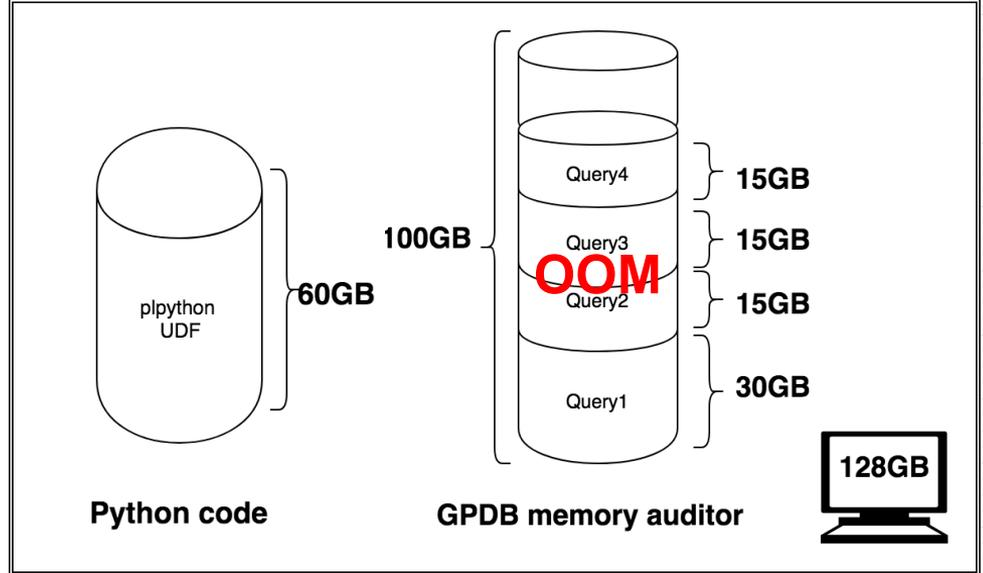 Query4
15GB
100GB
Query3
15GB
OOM
60GB
plpython
UDF
Query2
15GB
Query1
30GB
128GB
Python code
GPDB memory auditor